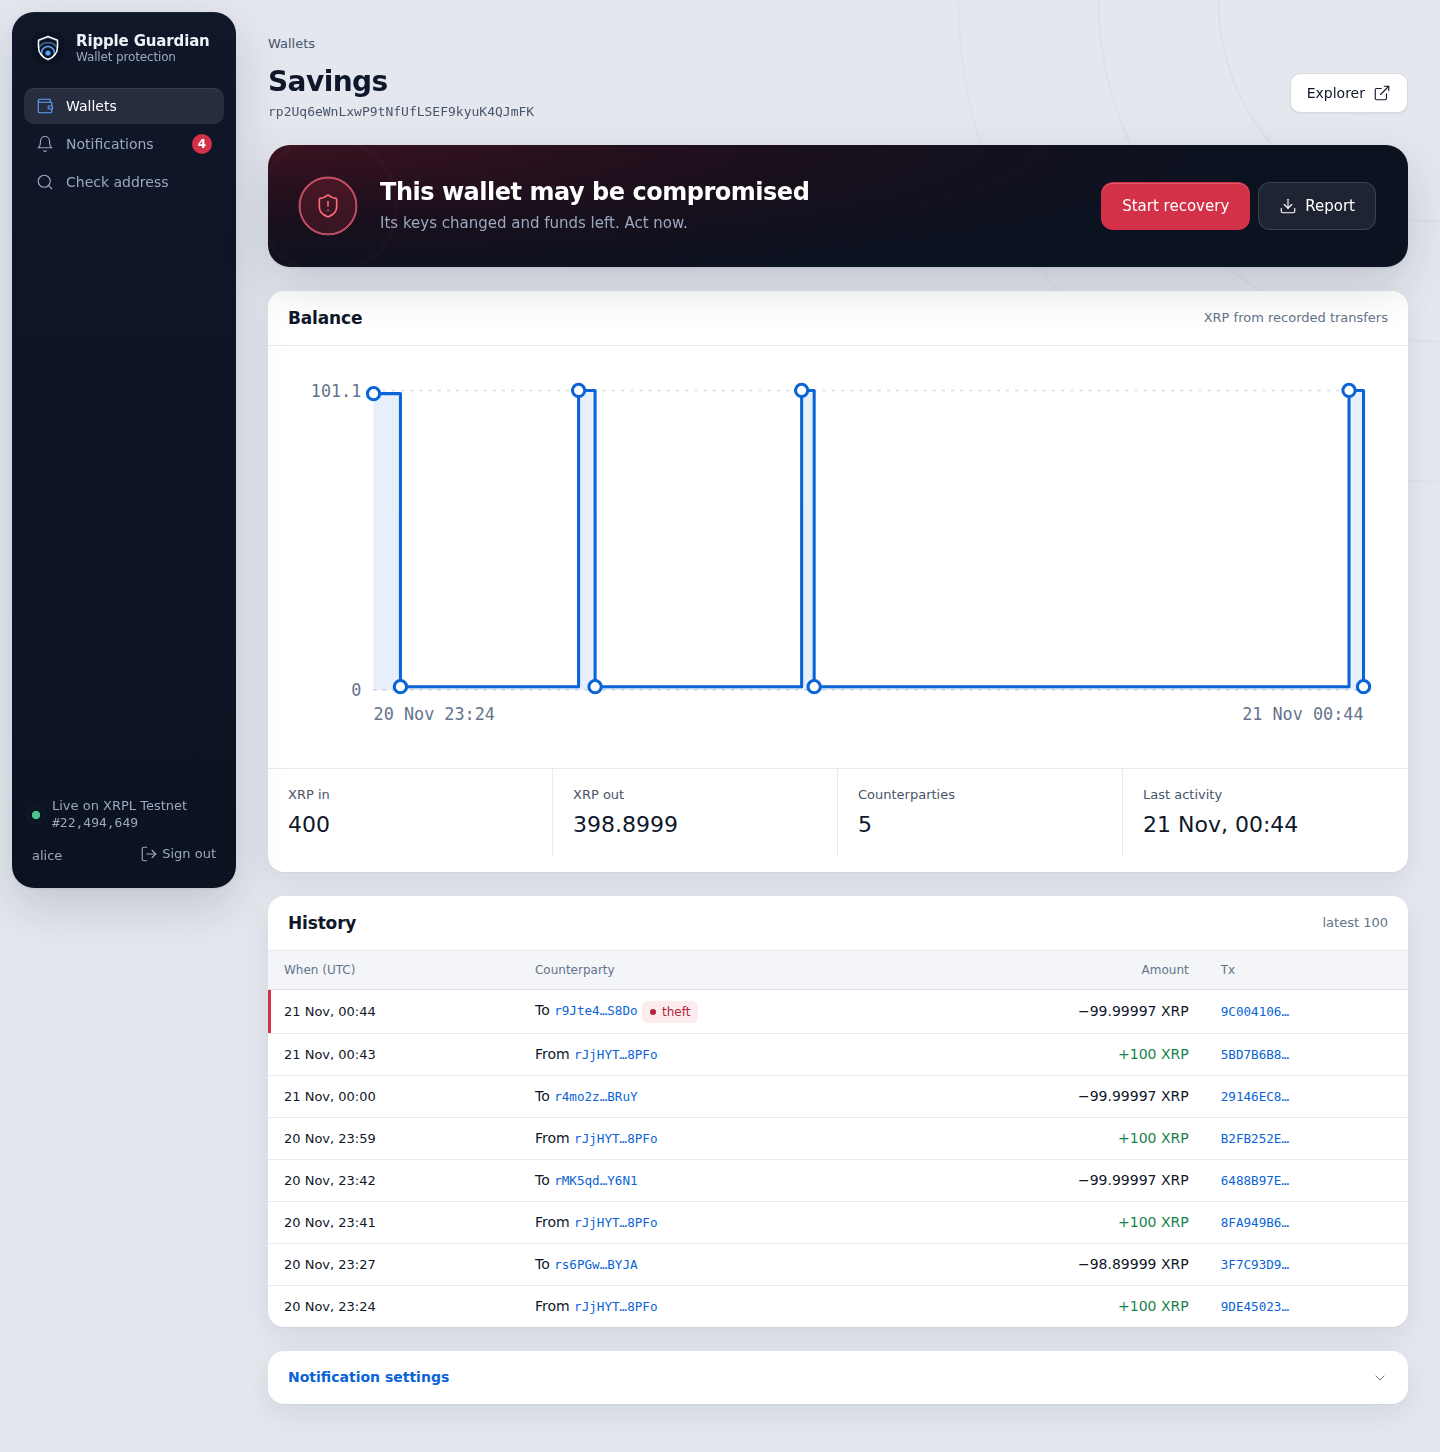 Ripple Guardian
Wallet protection
Wallets
Notifications 4
Check address
Live on XRPL Testnet
#22,494,649
alice Sign out
Wallets
Savings
rp2Uq6eWnLxwP9tNfUfLSEF9kyuK4QJmFK
Explorer
This wallet may be compromised
Its keys changed and funds left. Act now.
Start recovery
Report
Balance XRP from recorded transfers
101.1
0
20 Nov 23:24 21 Nov 00:44
XRP in XRP out Counterparties Last activity
400 398.8999 5 21 Nov, 00:44
History latest 100
When (UTC) Counterparty Amount Tx
21 Nov, 00:44 To r9Jte4…S8Do theft −99.99997 XRP 9C004106…
21 Nov, 00:43 From rJjHYT…8PFo +100 XRP 5BD7B6B8…
21 Nov, 00:00 To r4mo2z…BRuY −99.99997 XRP 29146EC8…
20 Nov, 23:59 From rJjHYT…8PFo +100 XRP B2FB252E…
20 Nov, 23:42 To rMK5qd…Y6N1 −99.99997 XRP 6488B97E…
20 Nov, 23:41 From rJjHYT…8PFo +100 XRP 8FA949B6…
20 Nov, 23:27 To rs6PGw…BYJA −98.89999 XRP 3F7C93D9…
20 Nov, 23:24 From rJjHYT…8PFo +100 XRP 9DE45023…
Notification settings